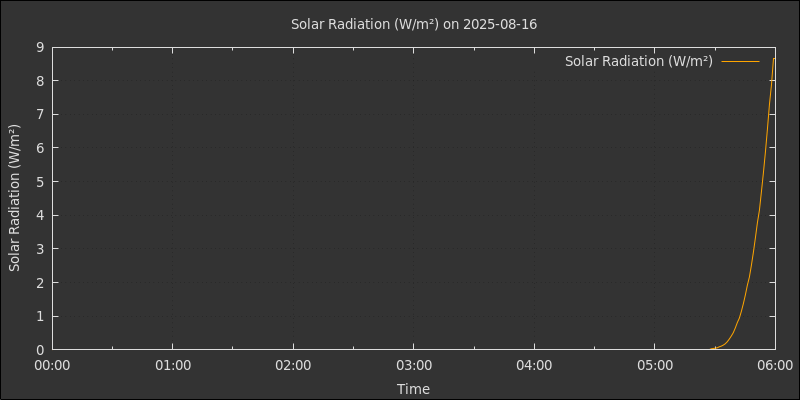 Solar Radiation (W/m²) on 2025-08-16
Solar Radiation (W/m²)
Solar Radiation (W/m²)
9
8
7
6
5
4
3
2
1
0
00:00 01:00 02:00 03:00 04:00 05:00 06:00
Time